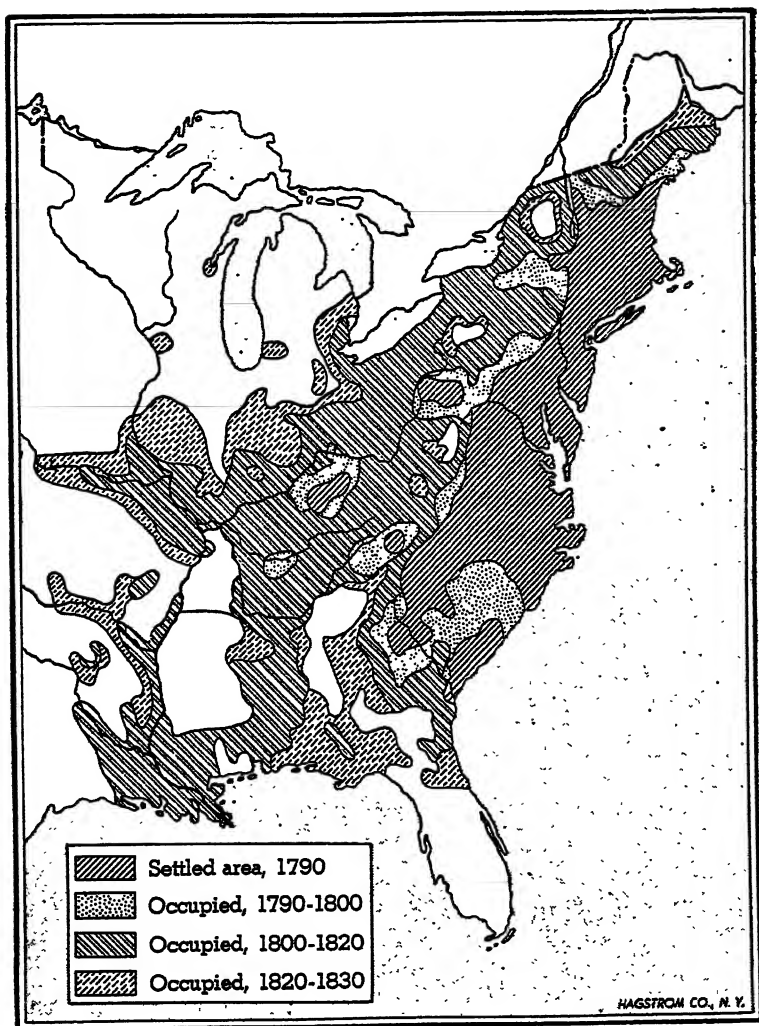 Settled area, 1790
Occupied, 1790-1800
Occupied, 1800-1820
Occupied, 1820-1830
HAGSTROM CO., N. Y.